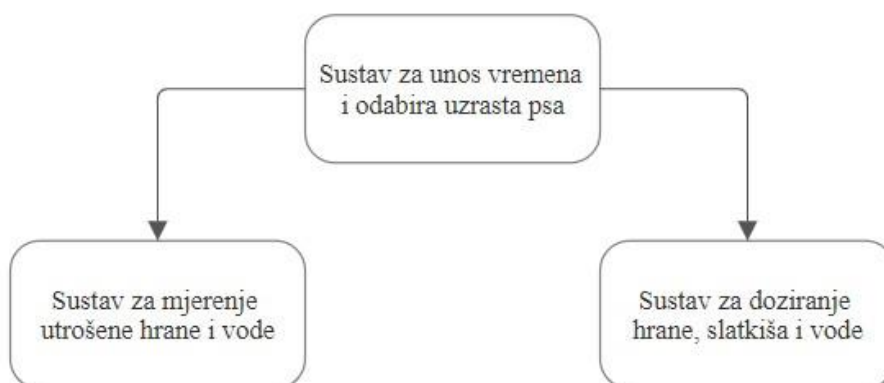 Sustav za unos vremena
i odabira uzrasta psa
Sustav za mjerenje
utrošene hrane i vode
Sustav za doziranje
hrane, slatkiša i vode